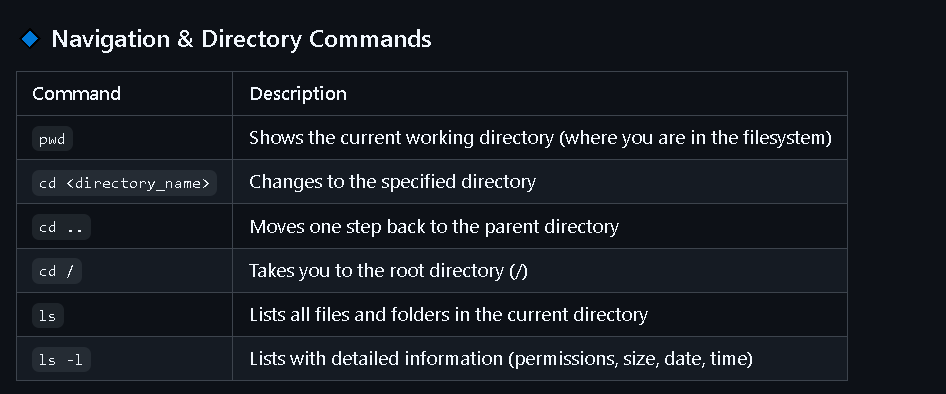 Navigation & Directory Commands
Command Description
pwd Shows the current working directory (where you are in the filesystem)
cd <directory_name> Changes to the specified directory
cd .. Moves one step back to the parent directory
cd / Takes you to the root directory (/)
ls Lists all files and folders in the current directory
ls -l Lists with detailed information (permissions, size, date, time)